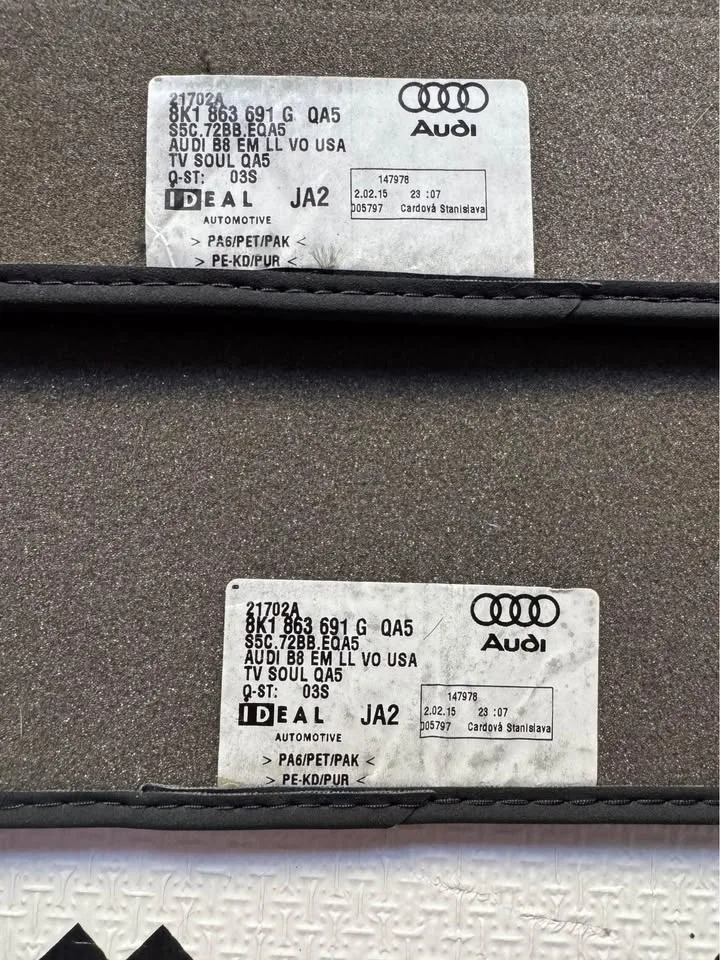 21702A
8K1 863 691 G QA5
S5C.72BB.EQA5
AUDI B8 EM LL VO USA
TV SOUL QA5
Q-ST: 03S
IDEAL JA2
AUTOMOTIVE
> PA6/PET/PAK <
> PE-KD/PUR <
Audi
147978
2.02.15 23:07
005797 Cardová Stanislava
21702A
8K1 863 691 G QA5
S5C.72BB.EQA5
AUDI B8 EM LL VO USA
TV SOUL QA5
Q-ST: 03S
IDEAL JA2
AUTOMOTIVE
> PA6/PET/PAK <
> PE-KD/PUR <
Audi
147978
2.02.15 23:07
005797 Cardová Stanislava